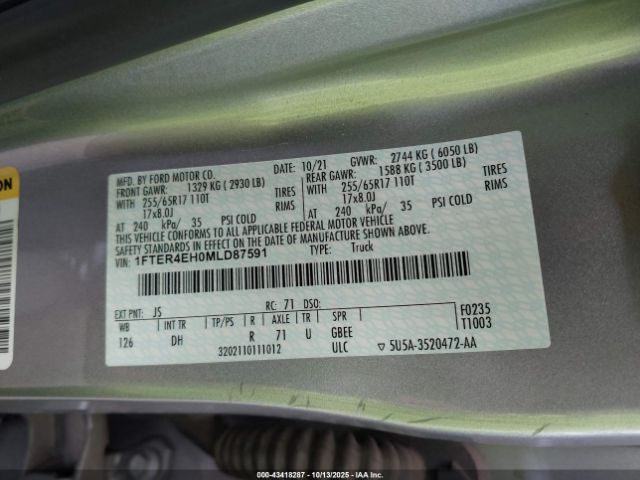 ON
MFD. BY FORD MOTOR CO. DATE: 10/21 GVWR: 2744 KG ( 6050 LB)
FRONT GAWR: 1329 KG ( 2930 LB) REAR GAWR: 1588 KG ( 3500 LB)
WITH 255/65R17 110T TIRES WITH 255/65R17 110T TIRES
17x8.0J RIMS 17x8.0J RIMS
AT 240 kPa/ 35 PSI COLD AT 240 kPa/ 35 PSI COLD
THIS VEHICLE CONFORMS TO ALL APPLICABLE FEDERAL MOTOR VEHICLE
SAFETY AND THEFT PREVENTION STANDARDS IN EFFECT ON THE DATE OF
MANUFACTURE SHOWN ABOVE.
VIN: 1FTER4EH0MLD87591 TYPE: Truck
EXT PNT: JS RC: 71 DSO: F0235
WB INT TR TP/PS R AXLE TR SPR T1003
126 DH R 71 U GBEE
3202110111012 ULC ▽ 5U5A-3520472-AA
000-43418287 - 10/13/2025 - IAA, Inc.